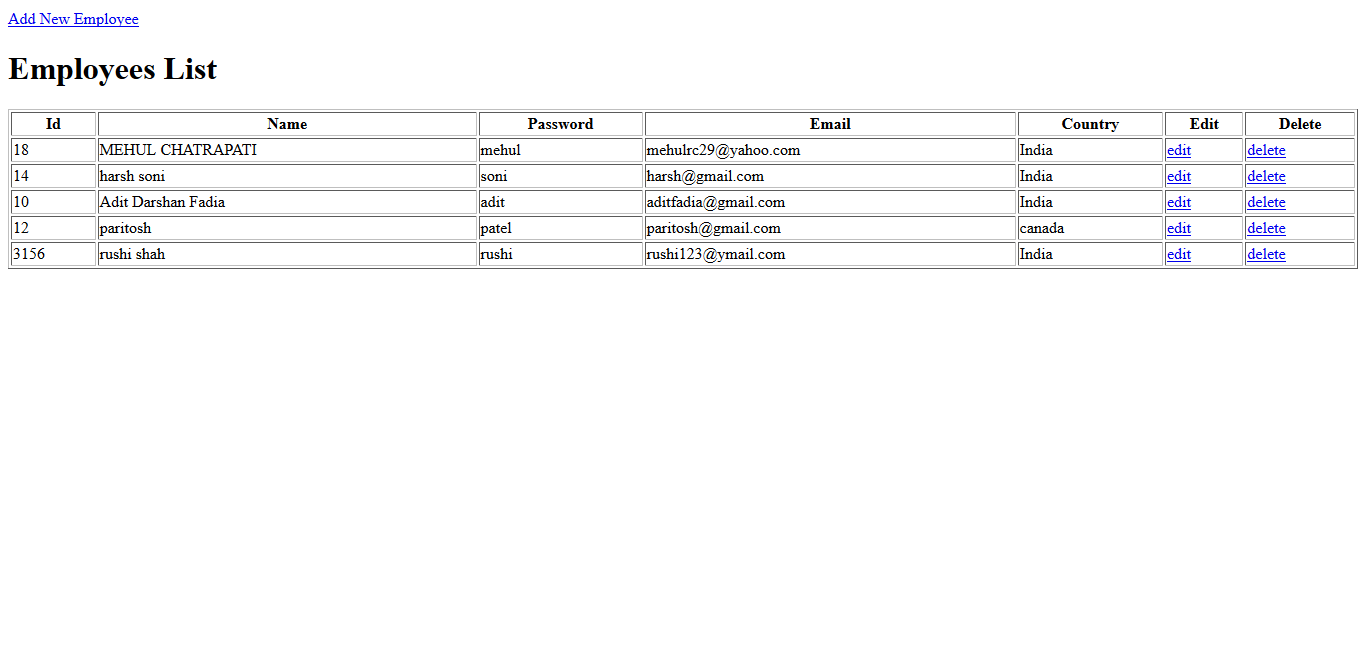 Add New Employee
Employees List
Id Name Password Email Country Edit Delete
18 MEHUL CHATRAPATI mehul mehulrc29@yahoo.com India edit delete
14 harsh soni soni harsh@gmail.com India edit delete
10 Adit Darshan Fadia adit aditfadia@gmail.com India edit delete
12 paritosh patel paritosh@gmail.com canada edit delete
3156 rushi shah rushi rushi123@ymail.com India edit delete